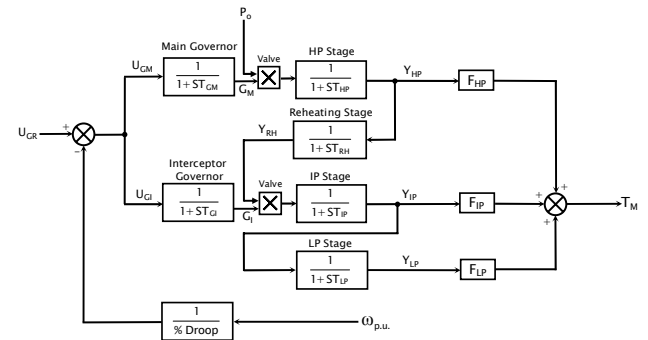 P₀
Main Governor
Valve
HP Stage
U_GM
1
1+ST_GM
G_M
1
1+ST_HP
Y_HP
F_HP
Reheating Stage
Y_RH
1
1+ST_RH
U_GR
+
−
Interceptor
Governor
Valve
IP Stage
U_GI
1
1+ST_GI
G_I
1
1+ST_IP
Y_IP
F_IP
+
+
+
T_M
LP Stage
1
1+ST_LP
Y_LP
F_LP
1
% Droop
ω_p.u.